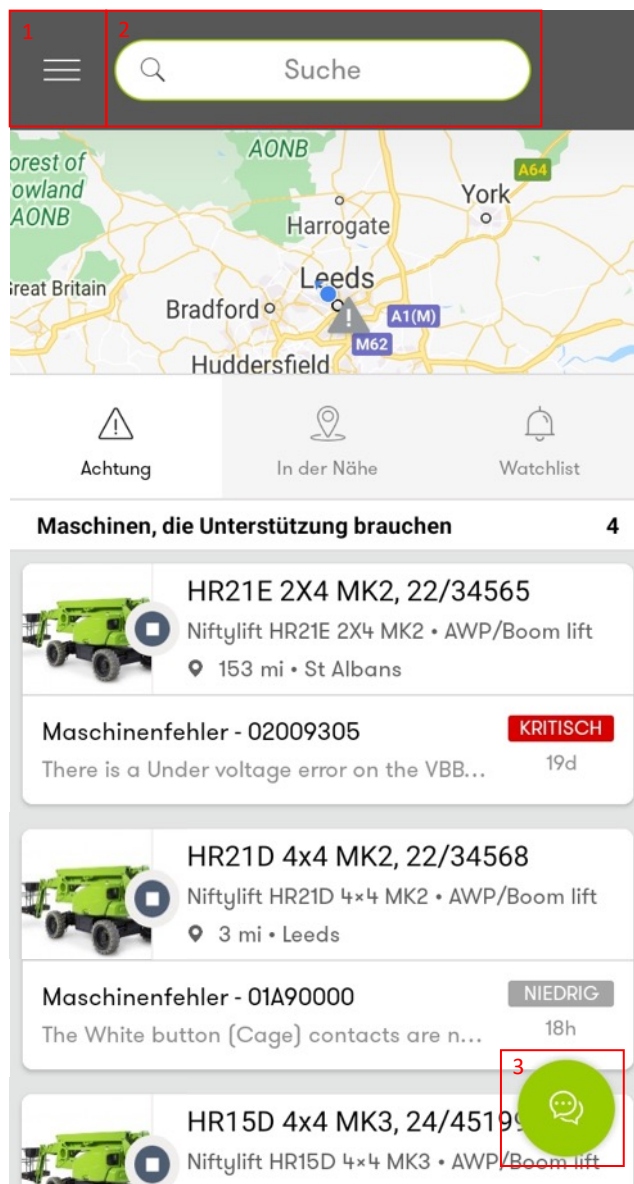 1
2
Suche
orest of
owland
AONB
AONB
A64
York
Harrogate
reat Britain
Leeds
Bradford
A1(M)
M62
Huddersfield
Achtung
In der Nähe
Watchlist
Maschinen, die Unterstützung brauchen 4
HR21E 2X4 MK2, 22/34565
Niftylift HR21E 2X4 MK2 • AWP/Boom lift
153 mi • St Albans
Maschinenfehler - 02009305 KRITISCH
There is a Under voltage error on the VBB... 19d
HR21D 4x4 MK2, 22/34568
Niftylift HR21D 4×4 MK2 • AWP/Boom lift
3 mi • Leeds
Maschinenfehler - 01A90000 NIEDRIG
The White button (Cage) contacts are n... 18h
3
HR15D 4x4 MK3, 24/45199
Niftylift HR15D 4×4 MK3 • AWP/Boom lift